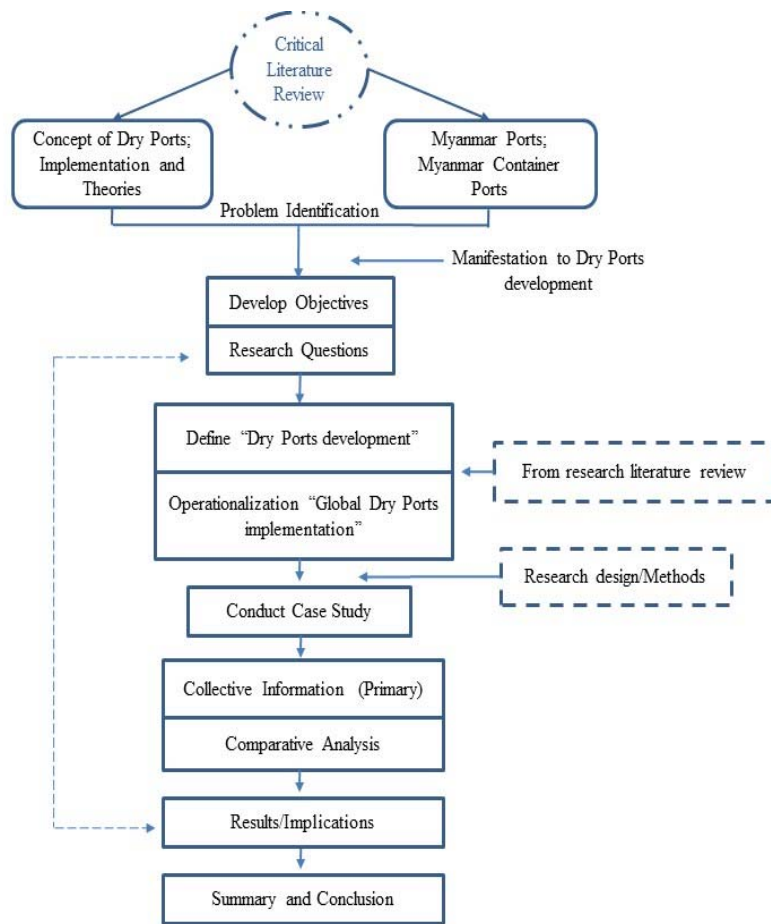 Critical
Literature
Review
Concept of Dry Ports;
Implementation and
Theories
Myanmar Ports;
Myanmar Container
Ports
Problem Identification
Manifestation to Dry Ports
development
Develop Objectives
Research Questions
Define “Dry Ports development“
Operationalization “Global Dry Ports
implementation”
From research literature review
Research design/Methods
Conduct Case Study
Collective Information (Primary)
Comparative Analysis
Results/Implications
Summary and Conclusion